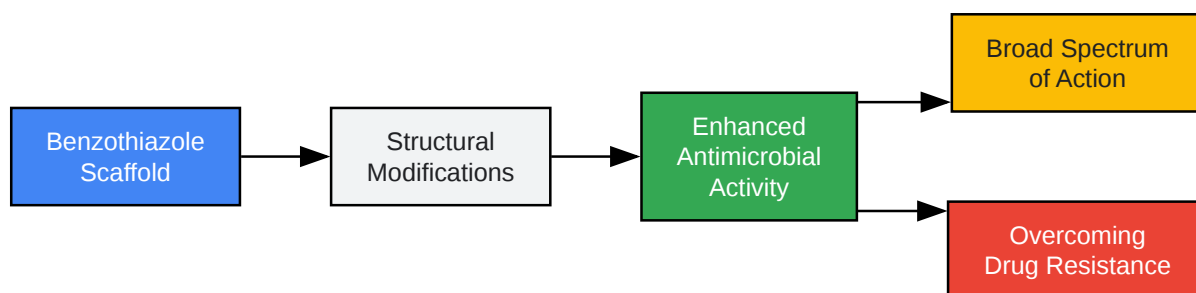 Benzothiazole
Scaffold
Structural
Modifications
Enhanced
Antimicrobial
Activity
Broad Spectrum
of Action
Overcoming
Drug Resistance